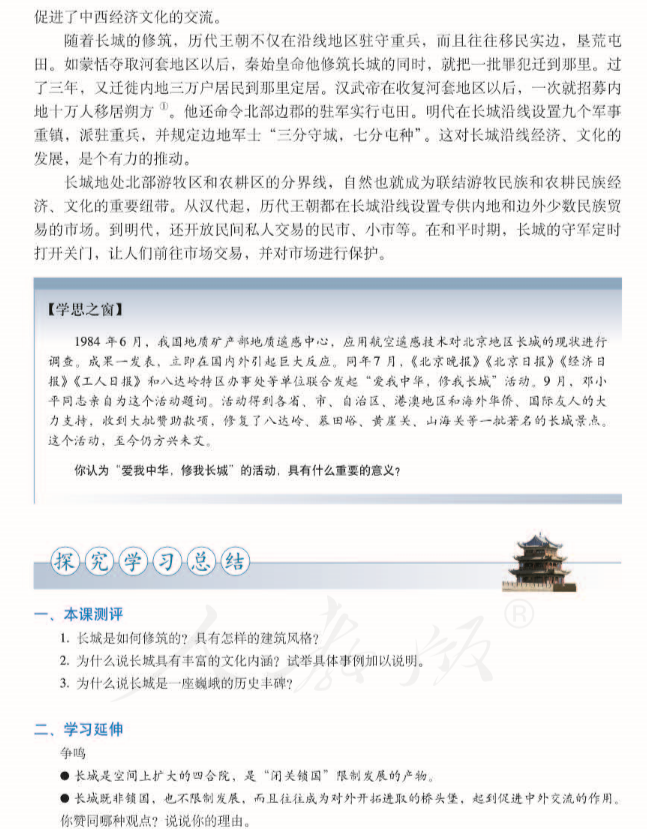 促进了中西经济文化的交流。
随着长城的修筑，历代王朝不仅在沿线地区驻守重兵，而且往往移民实边，垦荒屯
田。如蒙恬夺取河套地区以后，秦始皇命他修筑长城的同时，就把一批罪犯迁到那里。过
了三年，又迁徙内地三万户居民到那里定居。汉武帝在收复河套地区以后，一次就招募内
地十万人移居朔方①。他还命令北部边郡的驻军实行屯田。明代在长城沿线设置九个军事
重镇，派驻重兵，并规定边地军士“三分守城，七分屯种”。这对长城沿线经济、文化的
发展，是个有力的推动。
长城地处北部游牧区和农耕区的分界线，自然也就成为联结游牧民族和农耕民族经
济、文化的重要纽带。从汉代起，历代王朝都在长城沿线设置专供内地和边外少数民族贸
易的市场。到明代，还开放民间私人交易的民市、小市等。在和平时期，长城的守军定时
打开关门，让人们前往市场交易，并对市场进行保护。
【学思之窗】
1984 年6 月，我国地质矿产部地质遥感中心，应用航空遥感技术对北京地区长城的现状进行
调查。成果一发表，立即在国内外引起巨大反应。同年7 月，《北京晚报》《北京日报》《经济日
报》《工人日报》和八达岭特区办事处等单位联合发起“爱我中华，修我长城”活动。9 月，邓小
平同志亲自为这个活动题词。活动得到各省、市、自治区、港澳地区和海外华侨、国际友人的大
力支持，收到大批赞助款项，修复了八达岭、慕田峪、黄崖关、山海关等一批著名的长城景点。
这个活动，至今仍方兴未艾。
你认为“爱我中华，修我长城”的活动，具有什么重要的意义？
探究学习总结
一、本课测评
1. 长城是如何修筑的？具有怎样的建筑风格？
2. 为什么说长城具有丰富的文化内涵？试举具体事例加以说明。
3. 为什么说长城是一座巍峨的历史丰碑？
人教版®
二、学习延伸
争鸣
●长城是空间上扩大的四合院，是“闭关锁国”限制发展的产物。
●长城既非锁国，也不限制发展，而且往往成为对外开拓进取的桥头堡，起到促进中外交流的作用。
你赞同哪种观点？说说你的理由。